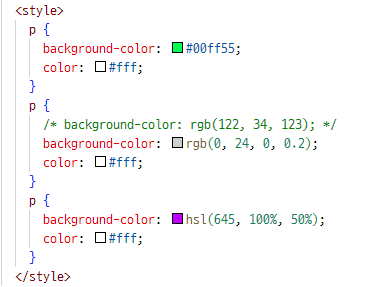 <style>
p {
background-color: #00ff55;
color: #fff;
}
p {
/* background-color: rgb(122, 34, 123); */
background-color: rgb(0, 24, 0, 0.2);
color: #fff;
}
p {
background-color: hsl(645, 100%, 50%);
color: #fff;
}
</style>